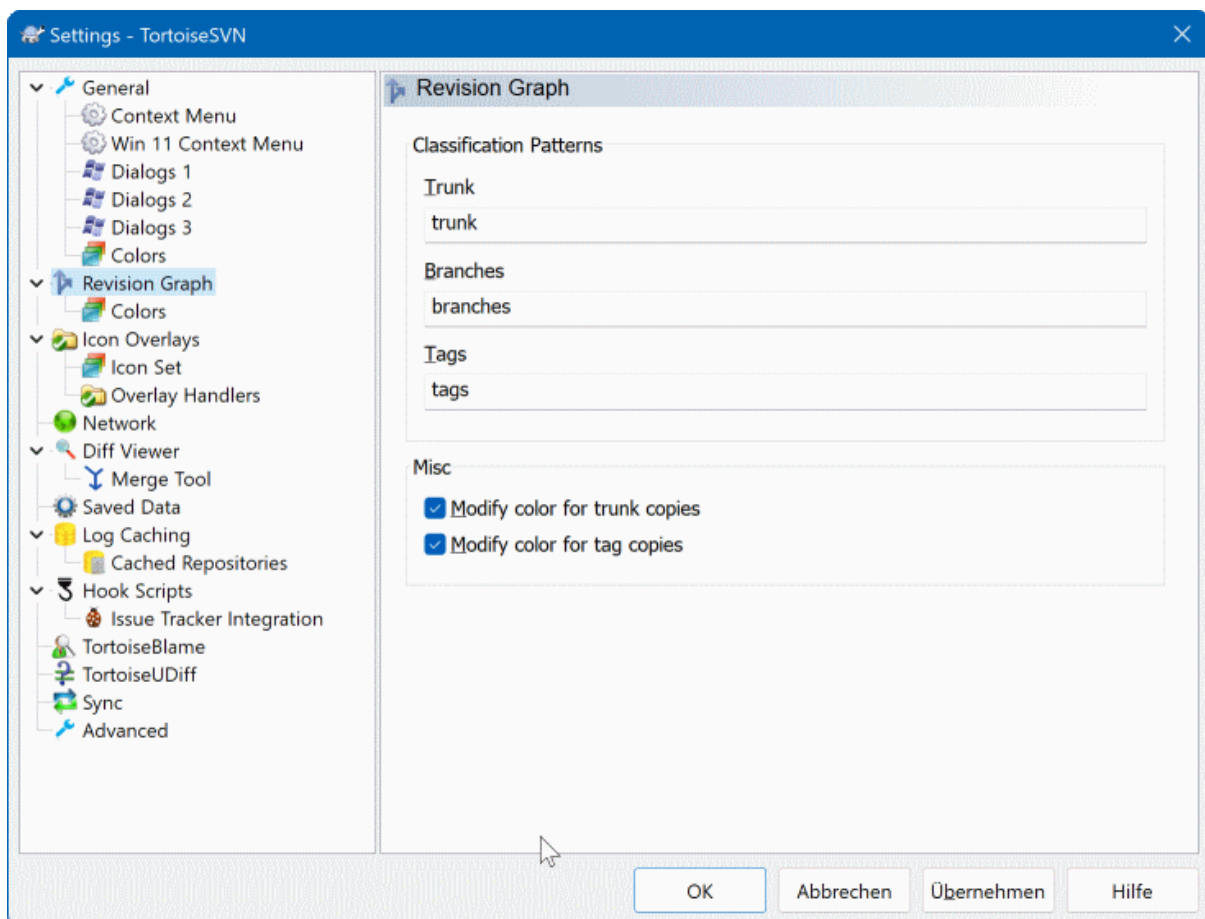 Settings - TortoiseSVN
General
Context Menu
Win 11 Context Menu
Dialogs 1
Dialogs 2
Dialogs 3
Colors
Revision Graph
Colors
Icon Overlays
Icon Set
Overlay Handlers
Network
Diff Viewer
Merge Tool
Saved Data
Log Caching
Cached Repositories
Hook Scripts
Issue Tracker Integration
TortoiseBlame
TortoiseUDiff
Sync
Advanced
Revision Graph
Classification Patterns
Trunk
trunk
Branches
branches
Tags
tags
Misc
Modify color for trunk copies
Modify color for tag copies
OK Abbrechen Übernehmen Hilfe